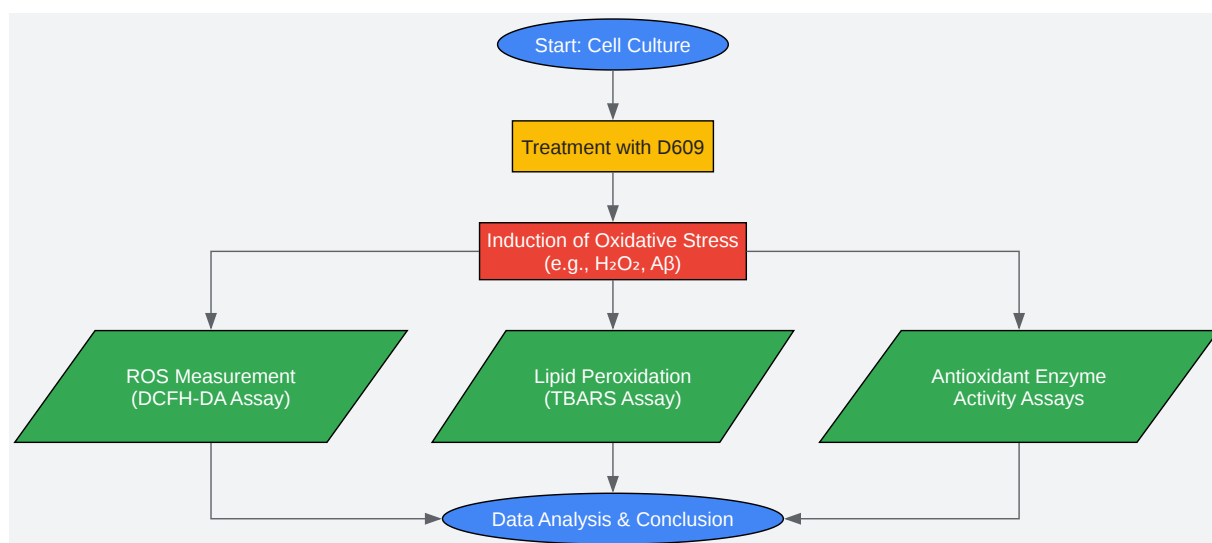 Start: Cell Culture
Treatment with D609
Induction of Oxidative Stress
(e.g., H₂O₂, Aβ)
ROS Measurement
(DCFH-DA Assay)
Lipid Peroxidation
(TBARS Assay)
Antioxidant Enzyme
Activity Assays
Data Analysis & Conclusion